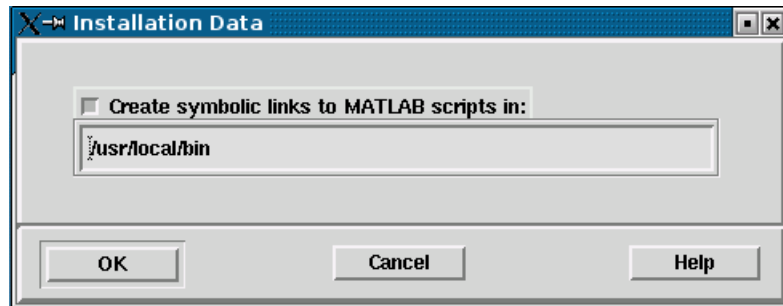 Installation Data
Create symbolic links to MATLAB scripts in:
/usr/local/bin
OK
Cancel
Help